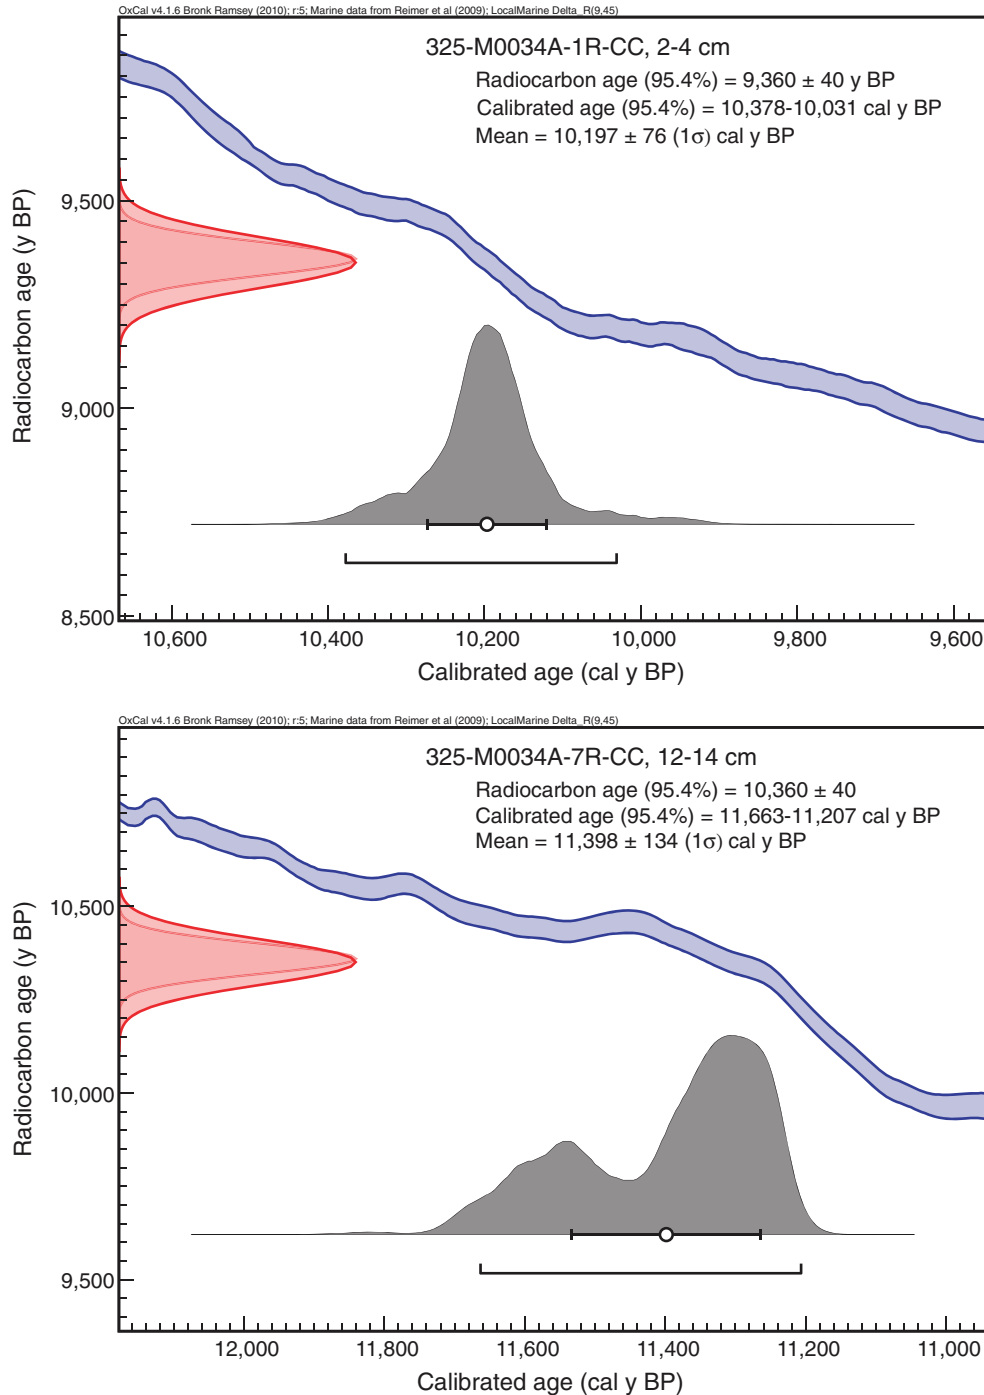 OxCal v4.1.6 Bronk Ramsey (2010); r:5; Marine data from Reimer et al (2009); LocalMarine Delta_R(9,45)
325-M0034A-1R-CC, 2-4 cm
Radiocarbon age (95.4%) = 9,360 ± 40 y BP
Calibrated age (95.4%) = 10,378-10,031 cal y BP
Mean = 10,197 ± 76 (1σ) cal y BP
Radiocarbon age (y BP)
9,500
9,000
8,500
10,600 10,400 10,200 10,000 9,800 9,600
Calibrated age (cal y BP)
OxCal v4.1.6 Bronk Ramsey (2010); r:5; Marine data from Reimer et al (2009); LocalMarine Delta_R(9,45)
325-M0034A-7R-CC, 12-14 cm
Radiocarbon age (95.4%) = 10,360 ± 40
Calibrated age (95.4%) = 11,663-11,207 cal y BP
Mean = 11,398 ± 134 (1σ) cal y BP
Radiocarbon age (y BP)
10,500
10,000
9,500
12,000 11,800 11,600 11,400 11,200 11,000
Calibrated age (cal y BP)